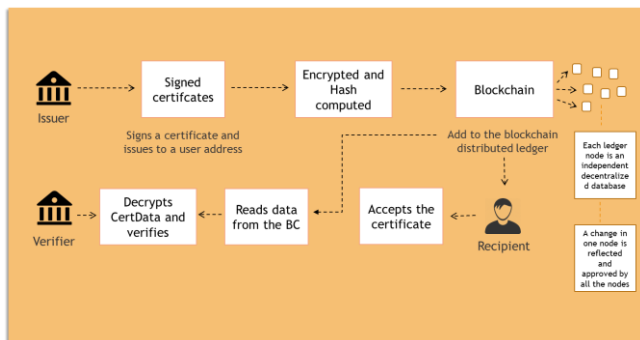 Signed
certifcates
Encrypted and
Hash
computed
Blockchain
Issuer
Signs a certificate and
issues to a user address
Add to the blockchain
distributed ledger
Each ledger
node is an
independent
decentralize
d database
Decrypts
CertData and
verifies
Reads data
from the BC
Accepts the
certificate
Verifier
Recipient
A change in
one node is
reflected
and
approved by
all the nodes